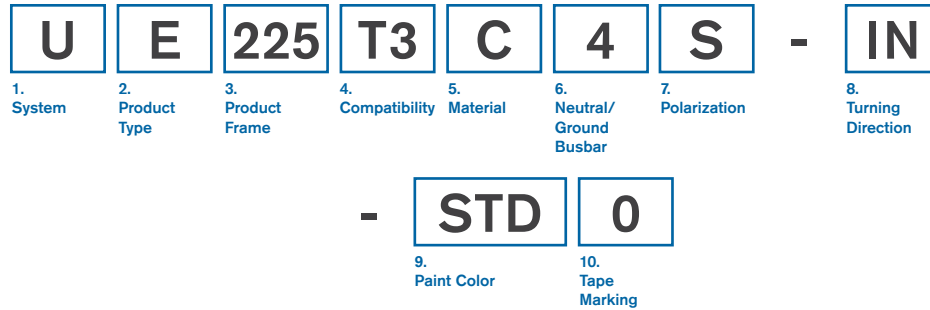 U E 225 T3 C 4 S - IN
1. 2. 3. 4. 5. 6. 7. 8.
System Product Product Compatibility Material Neutral/ Polarization Turning
Type Frame Ground Direction
Busbar
- STD 0
9. 10.
Paint Color Tape
Marking